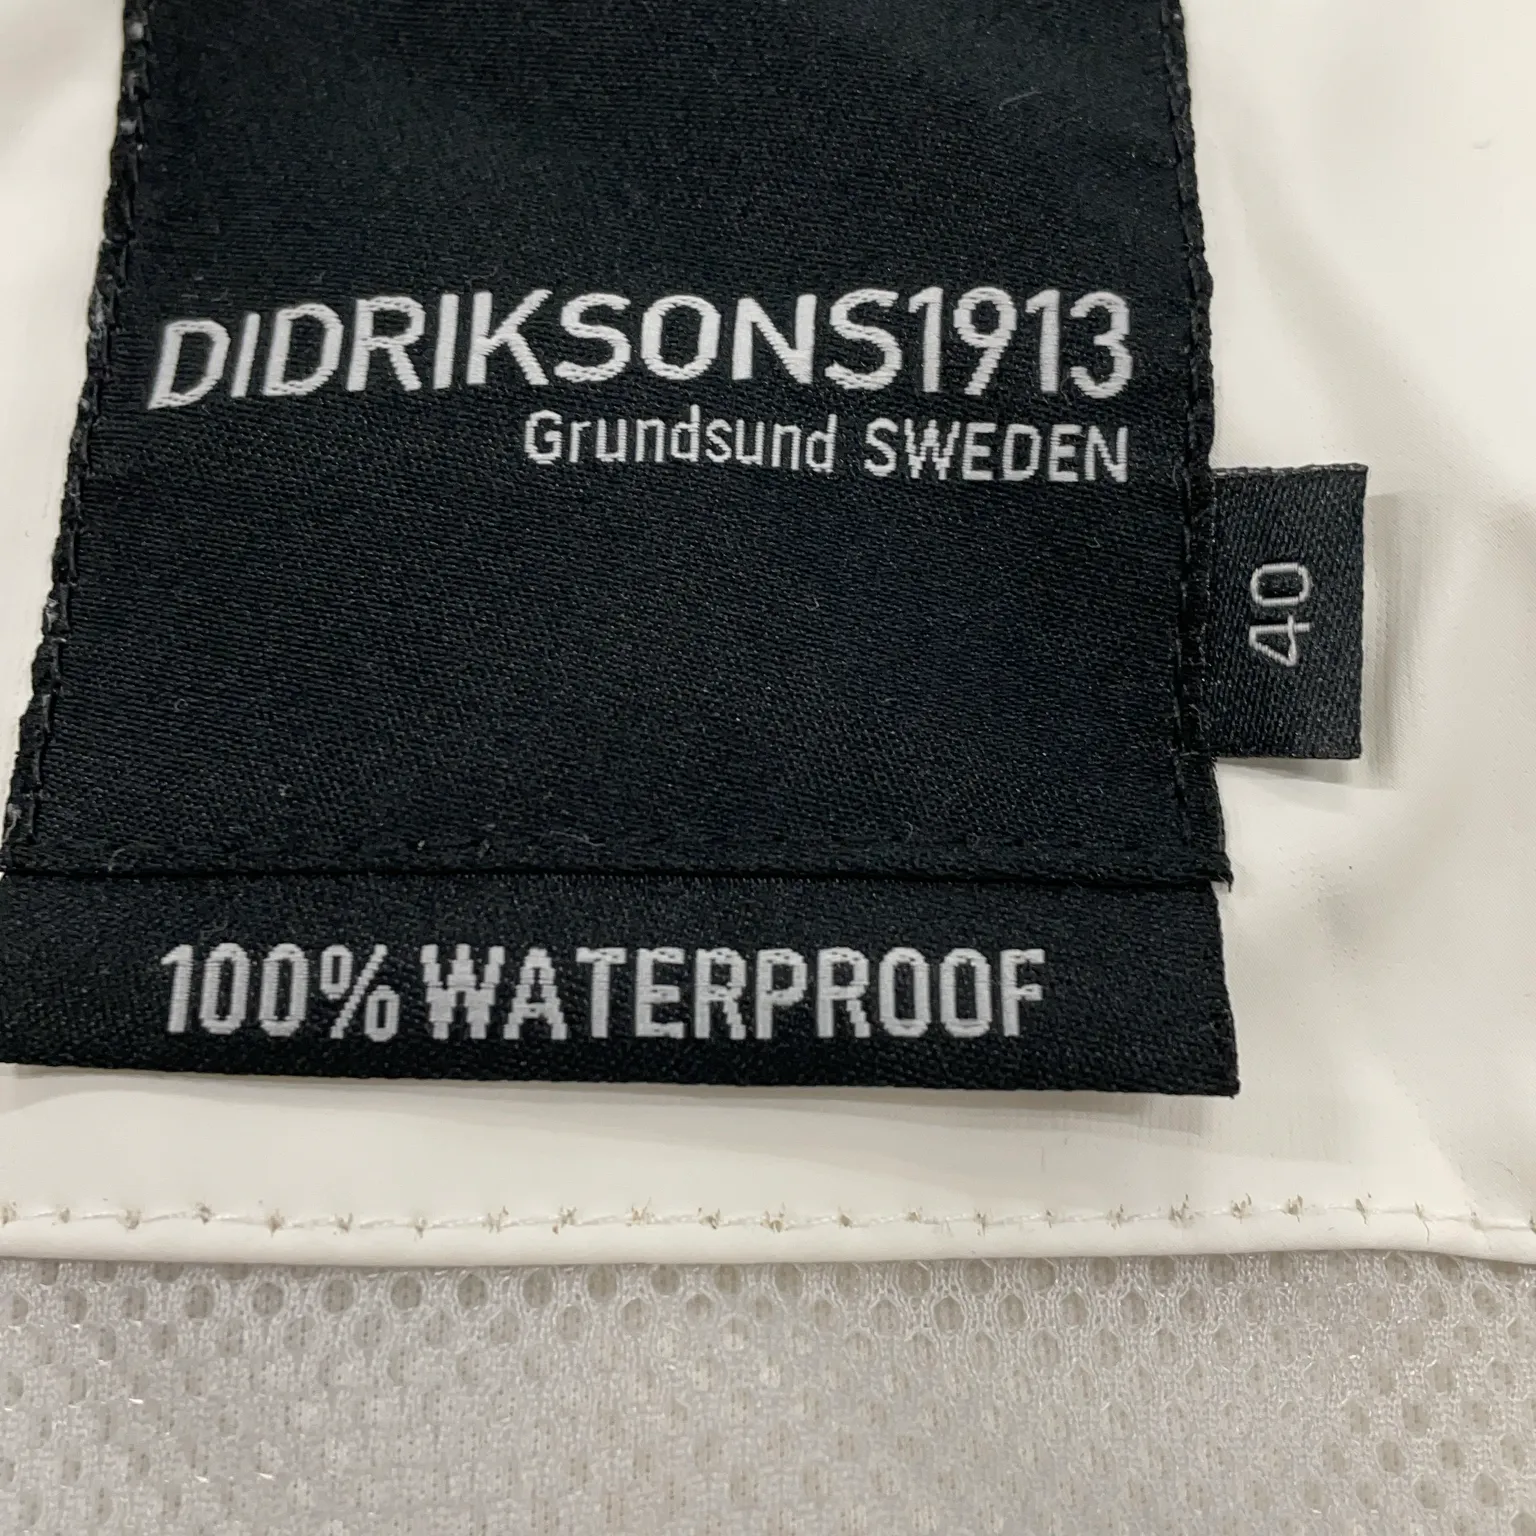 DIDRIKSONS1913
Grundsund SWEDEN
40
100% WATERPROOF